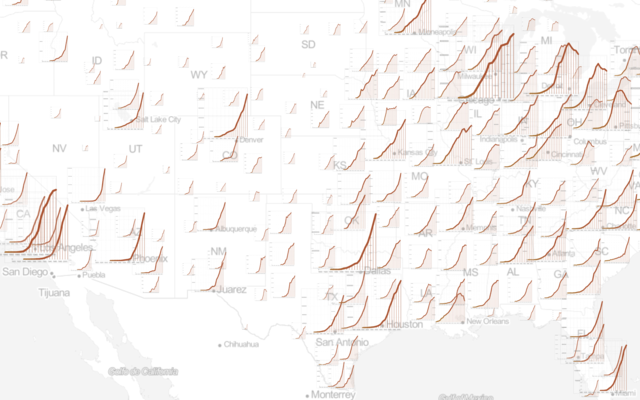 MN
Minneapolis
SD
WI
MI
ID
WY
Milwaukee
IA
Salt Lake City
NE
IL
OH
NV
UT
Denver
CO
Indianapolis
Columbus
Cincinnati
Kansas City
St. Louis
KS
MO
KY
WV
CA
Las Vegas
Nashville
NC
Los Angeles
Albuquerque
OK
AR
Memphis
TN
Charlotte
San Diego
Phoenix
NM
Atlanta
SC
Puebla
Dallas
MS
AL
GA
Tijuana
Juarez
TX
LA
Houston
New Orleans
Chihuahua
San Antonio
FL
Tampa
Golfo de California
Monterrey
Miami